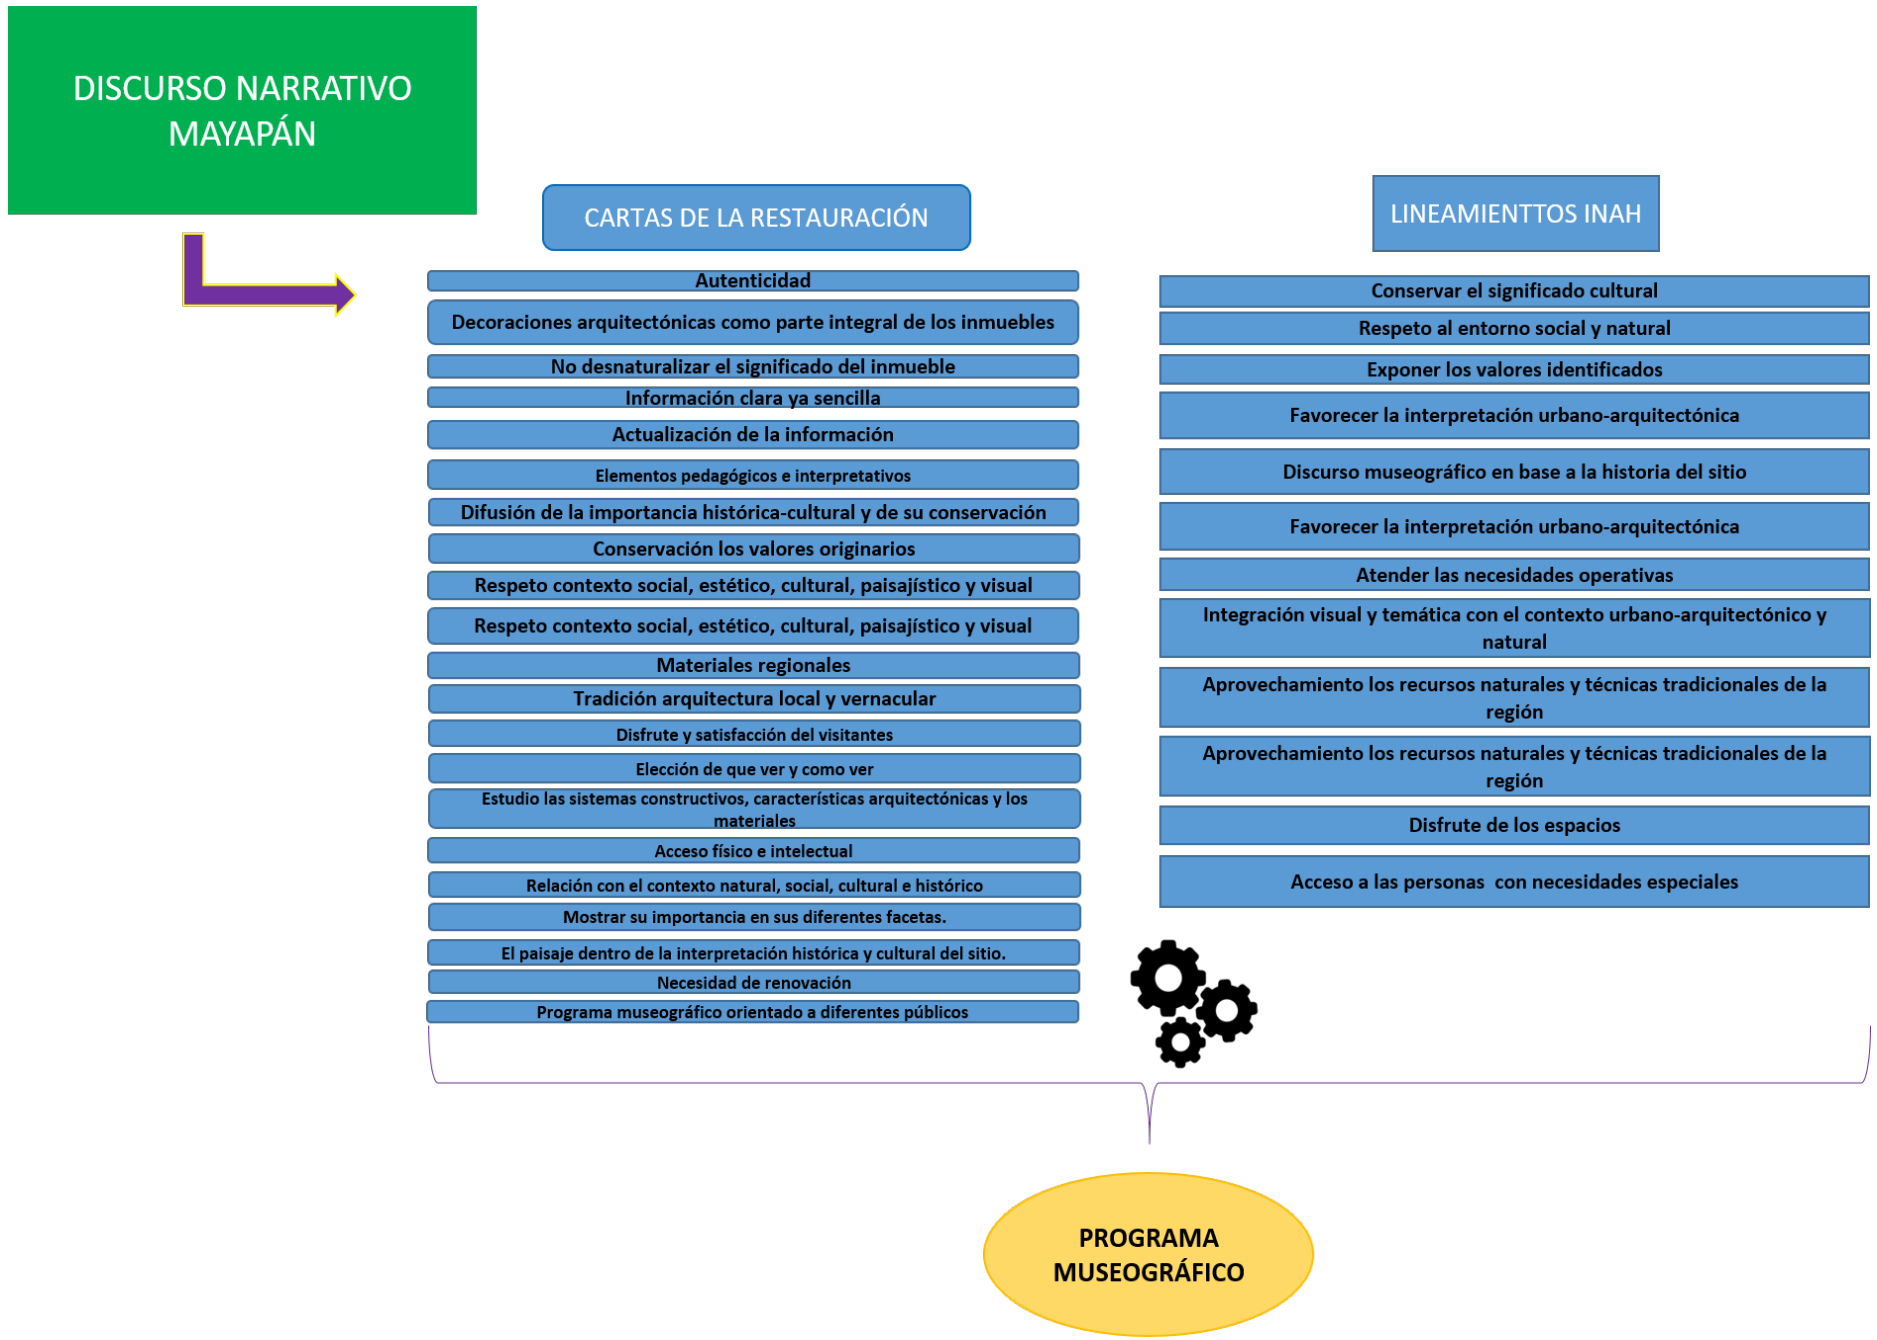 DISCURSO NARRATIVO
MAYAPÁN
CARTAS DE LA RESTAURACIÓN
Autenticidad
Decoraciones arquitectónicas como parte integral de los inmuebles
No desnaturalizar el significado del inmueble
Información clara ya sencilla
Actualización de la información
Elementos pedagógicos e interpretativos
Difusión de la importancia histórica-cultural y de su conservación
Conservación los valores originarios
Respeto contexto social, estético, cultural, paisajístico y visual
Respeto contexto social, estético, cultural, paisajístico y visual
Materiales regionales
Tradición arquitectura local y vernacular
Disfrute y satisfacción del visitantes
Elección de que ver y como ver
Estudio las sistemas constructivos, características arquitectónicas y los
materiales
Acceso físico e intelectual
Relación con el contexto natural, social, cultural e histórico
Mostrar su importancia en sus diferentes facetas.
El paisaje dentro de la interpretación histórica y cultural del sitio.
Necesidad de renovación
Programa museográfico orientado a diferentes públicos
LINEAMIENTTOS INAH
Conservar el significado cultural
Respeto al entorno social y natural
Exponer los valores identificados
Favorecer la interpretación urbano-arquitectónica
Discurso museográfico en base a la historia del sitio
Favorecer la interpretación urbano-arquitectónica
Atender las necesidades operativas
Integración visual y temática con el contexto urbano-arquitectónico y
natural
Aprovechamiento los recursos naturales y técnicas tradicionales de la
región
Aprovechamiento los recursos naturales y técnicas tradicionales de la
región
Disfrute de los espacios
Acceso a las personas  con necesidades especiales
PROGRAMA
MUSEOGRÁFICO